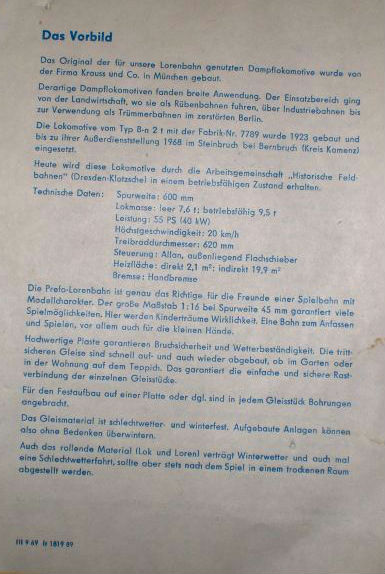 Das Vorbild
Das Original der für unsere Lorenbahn genutzten Dampflokomotive wurde von
der Firma Krauss und Co. in München gebaut.
Derartige Dampflokomotiven fanden breite Anwendung. Der Einsatzbereich ging
von der Landwirtschaft, wo sie als Rübenbahnen fuhren, über Industriebahnen bis
zur Verwendung als Trümmerbahnen im zerstörten Berlin.
Die Lokomotive vom Typ B-n 2 t mit der Fabrik-Nr. 7789 wurde 1923 gebaut und
bis zu ihrer Außerdienststellung 1968 im Steinbruch bei Bernbruch (Kreis Kamenz)
eingesetzt.
Heute wird diese Lokomotive durch die Arbeitsgemeinschaft „Historische Feld-
bahnen" (Dresden-Klotzsche) in einem betriebsfähigen Zustand erhalten.
Technische Daten: Spurweite: 600 mm
Lokmasse: leer 7,6 t; betriebsfähig 9,5 t
Leistung: 55 PS (40 kW)
Höchstgeschwindigkeit: 20 km/h
Treibraddurchmesser: 620 mm
Steuerung: Allan, außenliegend Flachschieber
Heizfläche: direkt 2,1 m²; indirekt 19,9 m²
Bremse: Handbremse
Die Prefo-Lorenbahn ist genau das Richtige für die Freunde einer Spielbahn mit
Modellcharakter. Der große Maßstab 1:16 bei Spurweite 45 mm garantiert viele
Spielmöglichkeiten. Hier werden Kinderträume Wirklichkeit. Eine Bahn zum Anfassen
und Spielen, vor allem auch für die kleinen Hände.
Hochwertige Plaste garantieren Bruchsicherheit und Wetterbeständigkeit. Die tritt-
sicheren Gleise sind schnell auf- und auch wieder abgebaut, ob im Garten oder
in der Wohnung auf dem Teppich. Das garantiert die einfache und sichere Rast-
verbindung der einzelnen Gleisstücke.
Für den Festaufbau auf einer Platte oder dgl. sind in jedem Gleisstück Bohrungen
angebracht.
Das Gleismaterial ist schlechtwetter- und winterfest. Aufgebaute Anlagen können
also ohne Bedenken überwintern.
Auch das rollende Material (Lok und Loren) verträgt Winterwetter und auch mal
eine Schlechtwetterfahrt, sollte aber stets nach dem Spiel in einem trockenen Raum
abgestellt werden.
III 9 69 Ir 1819 89